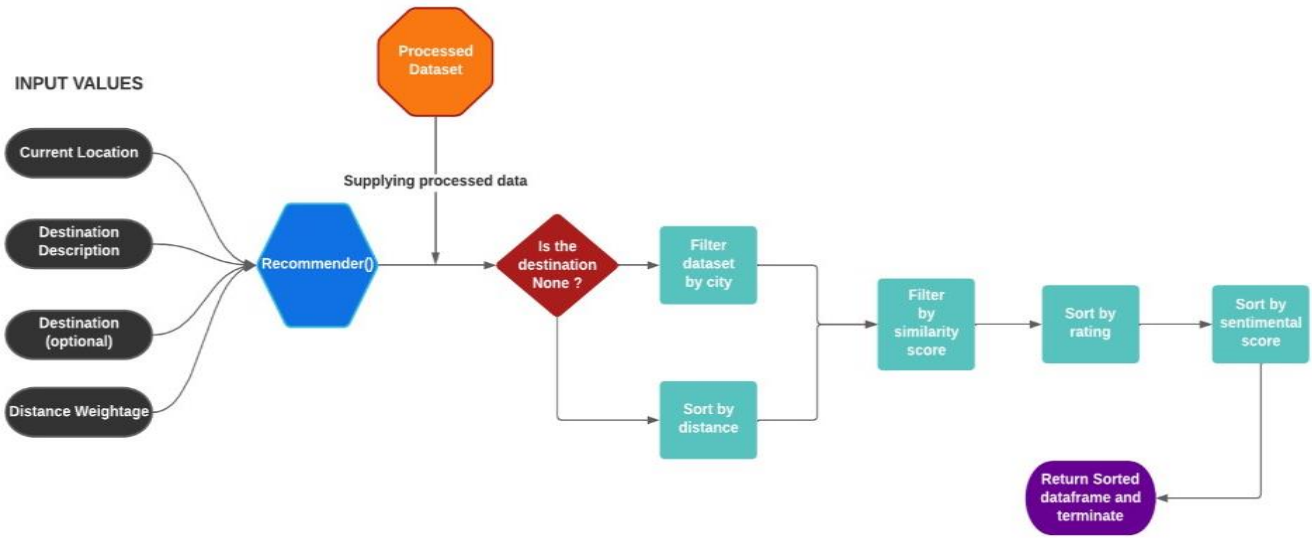 INPUT VALUES
Current Location
Destination
Description
Destination
(optional)
Distance Weightage
Recommender()
Processed
Dataset
Supplying processed data
Is the
destination
None ?
Filter
dataset
by city
Sort by
distance
Filter
by
similarity
score
Sort by
rating
Sort by
sentimental
score
Return Sorted
dataframe and
terminate